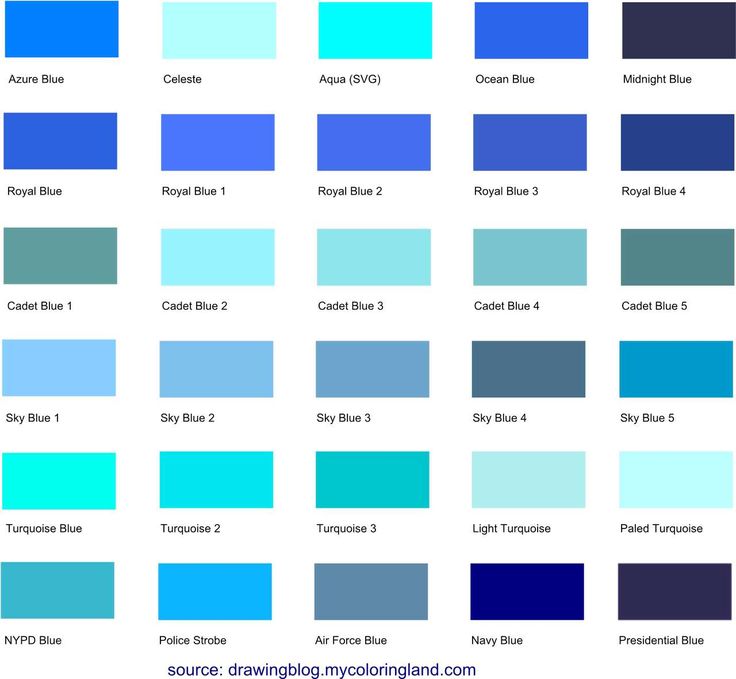 Azure Blue Celeste Aqua (SVG) Ocean Blue Midnight Blue
Royal Blue Royal Blue 1 Royal Blue 2 Royal Blue 3 Royal Blue 4
Cadet Blue 1 Cadet Blue 2 Cadet Blue 3 Cadet Blue 4 Cadet Blue 5
Sky Blue 1 Sky Blue 2 Sky Blue 3 Sky Blue 4 Sky Blue 5
Turquoise Blue Turquoise 2 Turquoise 3 Light Turquoise Paled Turquoise
NYPD Blue Police Strobe Air Force Blue Navy Blue Presidential Blue
source: drawingblog.mycoloringland.com